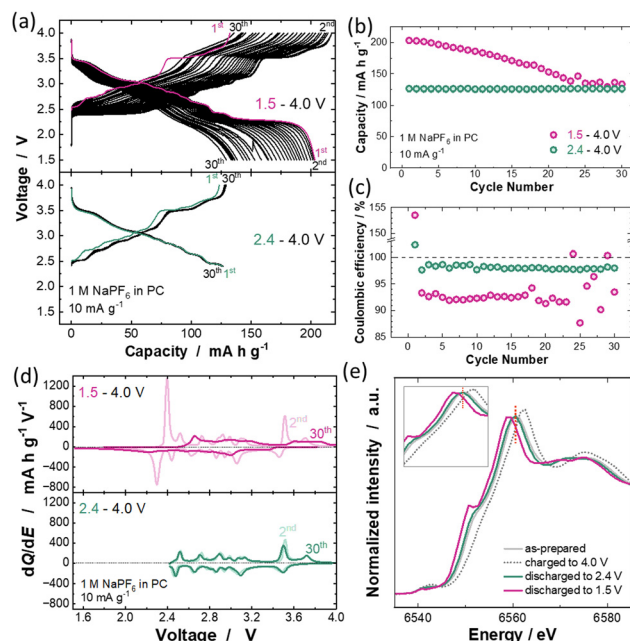 (a)
4.0
3.5
3.0
2.5
2.0
1.5
1st
30th
2nd
1.5 - 4.0 V
30th
2nd
1st
4.0
3.5
3.0
2.5
2.0
1.5
1st
30th
2.4 - 4.0 V
30th 1st
1 M NaPF6 in PC
10 mA g-1
Voltage / V
0 50 100 150 200
Capacity / mA h g-1
(b)
200
150
100
50
0
Capacity / mA h g-1
1 M NaPF6 in PC
10 mA g-1
1.5 - 4.0 V
2.4 - 4.0 V
0 5 10 15 20 25 30
Cycle Number
(c)
155
150
100
95
90
85
Coulombic efficiency / %
0 5 10 15 20 25 30
Cycle Number
(d)
1200
800
400
0
-400
-800
1.5 - 4.0 V
2nd
30th
1200
800
400
0
-400
-800
2.4 - 4.0 V
2nd
30th
1 M NaPF6 in PC
10 mA g-1
dQ/dE / mA h g-1 V-1
1.6 2.0 2.4 2.8 3.2 3.6 4.0
Voltage / V
(e)
Normalized intensity / a.u.
as-prepared
charged to 4.0 V
discharged to 2.4 V
discharged to 1.5 V
6540 6560 6580
Energy / eV